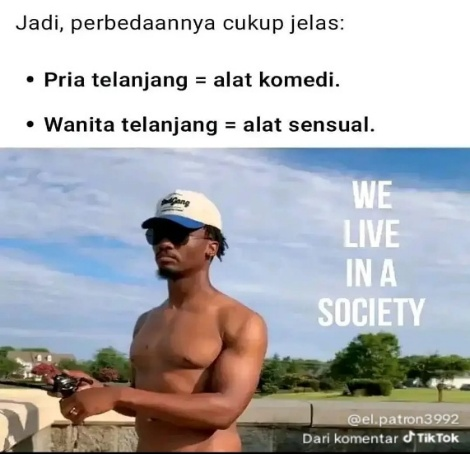 Jadi, perbedaannya cukup jelas:
• Pria telanjang = alat komedi.
• Wanita telanjang = alat sensual.
WE
LIVE
IN A
SOCIETY
@el.patron3992
Dari komentar TikTok